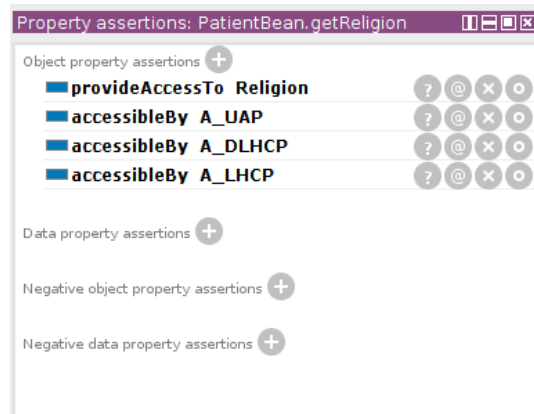 Property assertions: PatientBean.getReligion
Object property assertions
provideAccessTo Religion
accessibleBy A_UAP
accessibleBy A_DLHCP
accessibleBy A_LHCP
Data property assertions
Negative object property assertions
Negative data property assertions